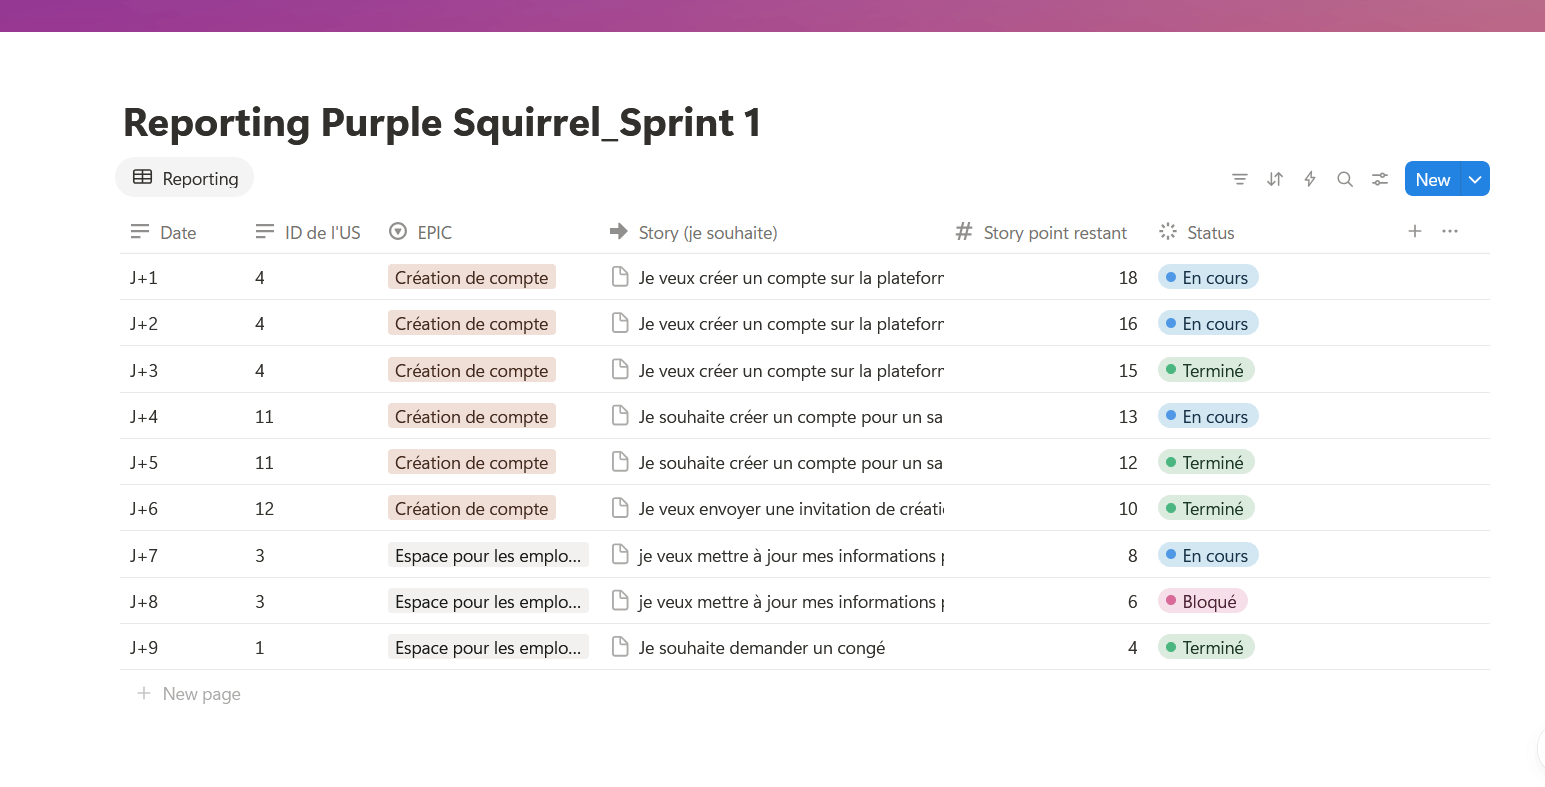 Reporting Purple Squirrel_Sprint 1
Reporting
New
Date ID de l'US EPIC Story (je souhaite) Story point restant Status
J+1 4 Création de compte Je veux créer un compte sur la plateforr 18 En cours
J+2 4 Création de compte Je veux créer un compte sur la plateforr 16 En cours
J+3 4 Création de compte Je veux créer un compte sur la plateforr 15 Terminé
J+4 11 Création de compte Je souhaite créer un compte pour un sa 13 En cours
J+5 11 Création de compte Je souhaite créer un compte pour un sa 12 Terminé
J+6 12 Création de compte Je veux envoyer une invitation de créati 10 Terminé
J+7 3 Espace pour les emplo... je veux mettre à jour mes informations 8 En cours
J+8 3 Espace pour les emplo... je veux mettre à jour mes informations 6 Bloqué
J+9 1 Espace pour les emplo... Je souhaite demander un congé 4 Terminé
New page